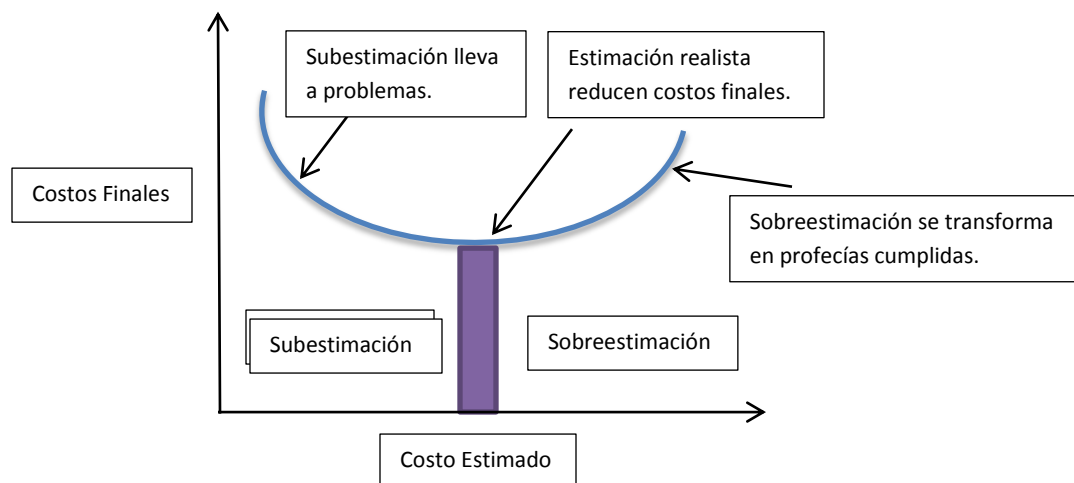 Subestimación lleva
a problemas.
Estimación realista
reducen costos finales.
Costos Finales
Sobreestimación se transforma
en profecías cumplidas.
Subestimación
Sobreestimación
Costo Estimado